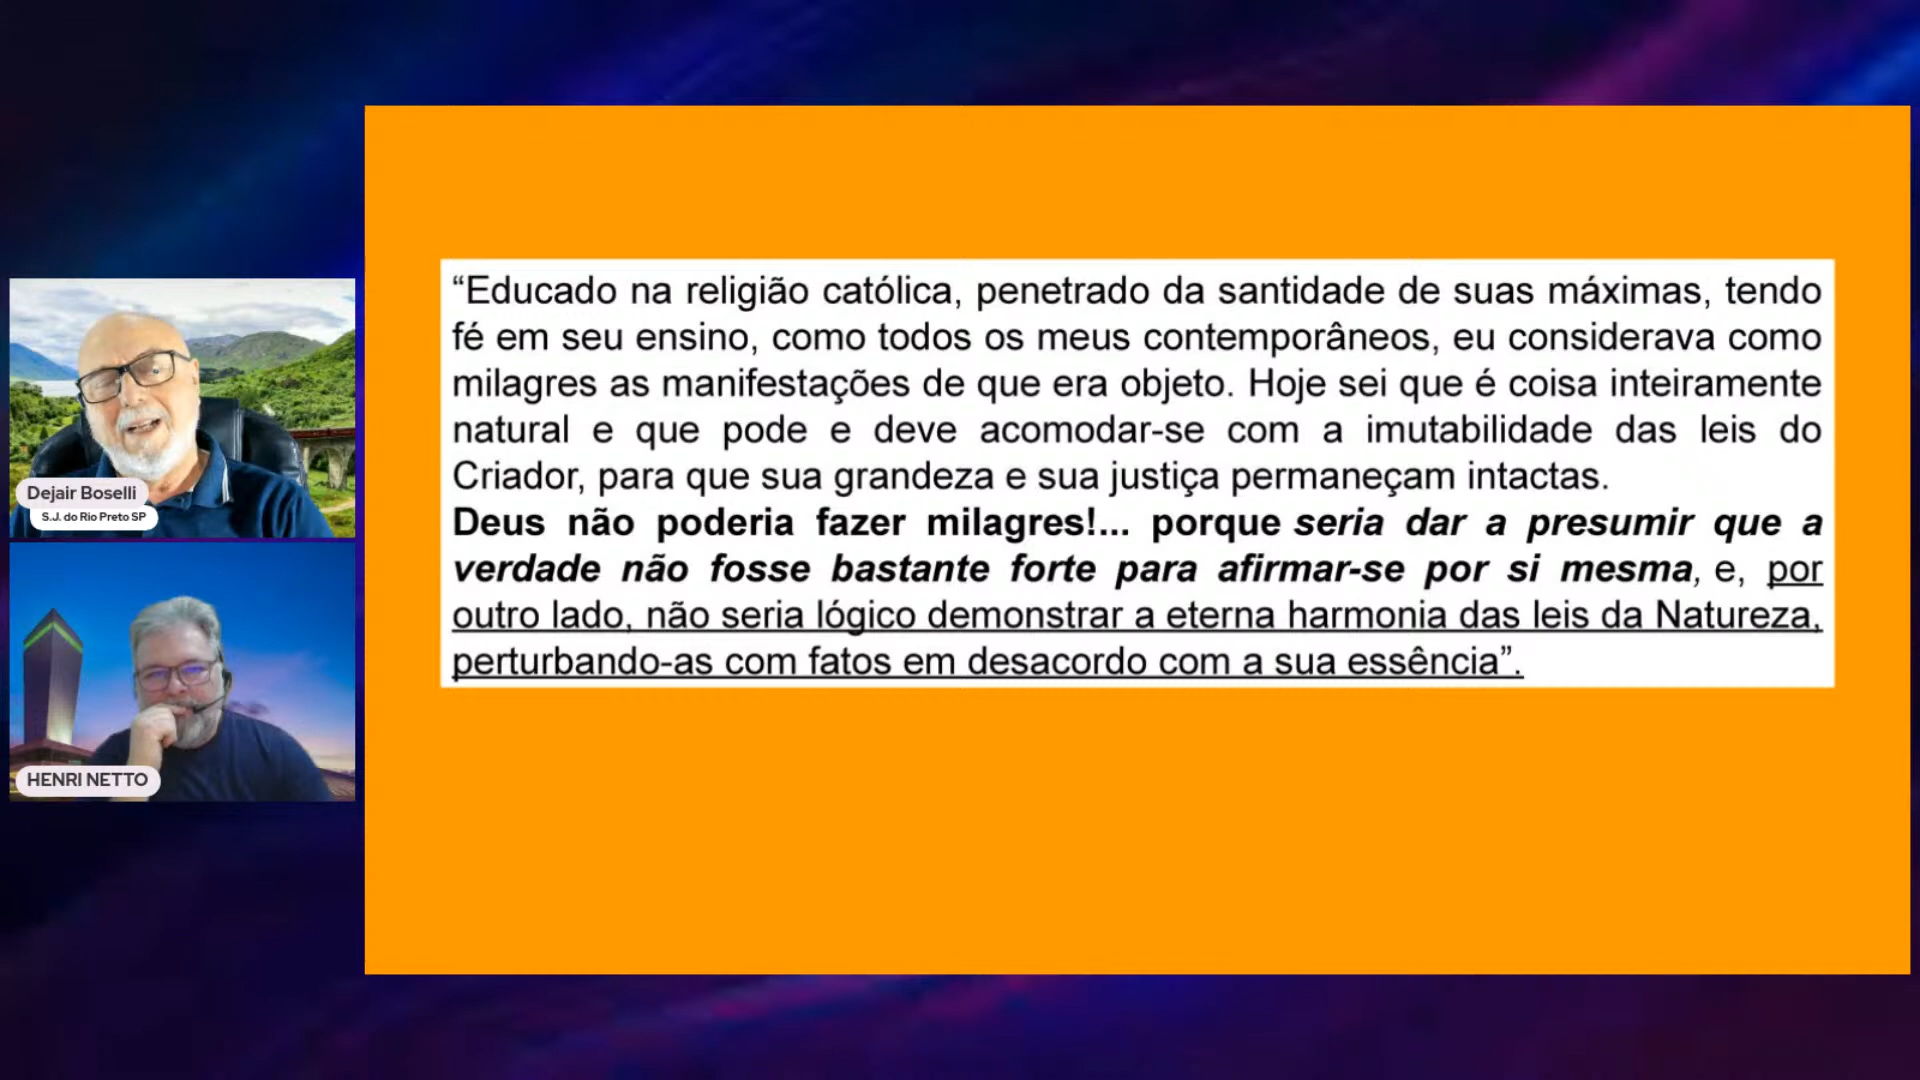 “Educado na religião católica, penetrado da santidade de suas máximas, tendo
fé em seu ensino, como todos os meus contemporâneos, eu considerava como
milagres as manifestações de que era objeto. Hoje sei que é coisa inteiramente
natural e que pode e deve acomodar-se com a imutabilidade das leis do
Criador, para que sua grandeza e sua justiça permaneçam intactas.
Deus não poderia fazer milagres!... porque seria dar a presumir que a
verdade não fosse bastante forte para afirmar-se por si mesma, e, por
outro lado, não seria lógico demonstrar a eterna harmonia das leis da Natureza,
perturbando-as com fatos em desacordo com a sua essência”.
Dejair Boselli
S.J. do Rio Preto SP
HENRI NETTO